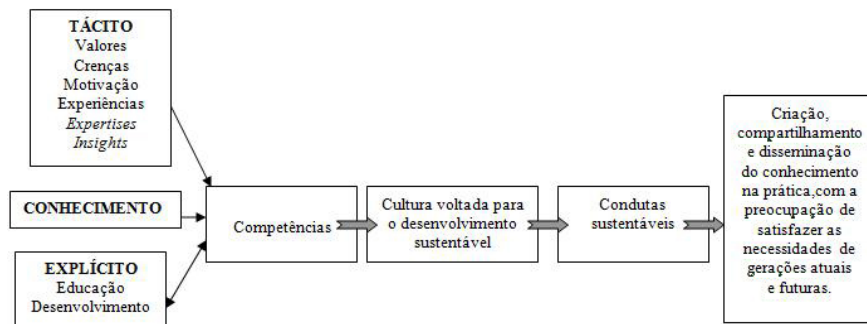 TÁCITO
Valores
Crenças
Motivação
Experiências
Expertises
Insights
CONHECIMENTO
EXPLÍCITO
Educação
Desenvolvimento
Competências
Cultura voltada para
o desenvolvimento
sustentável
Condutas
sustentáveis
Criação,
compartilhamento
e disseminação
do conhecimento
na prática,com a
preocupação de
satisfazer as
necessidades de
gerações atuais
e futuras.